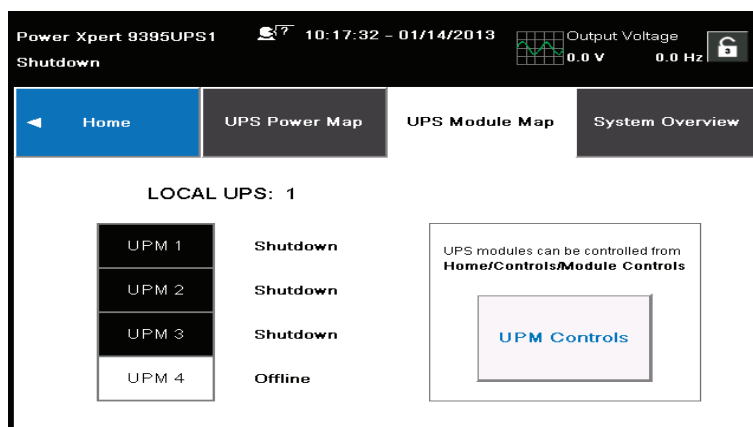 Power Xpert 9395UPS1
Shutdown
? 10:17:32 - 01/14/2013
Output Voltage
0.0 V 0.0 Hz
Home
UPS Power Map
UPS Module Map
System Overview
LOCAL UPS: 1
UPM 1 Shutdown
UPM 2 Shutdown
UPM 3 Shutdown
UPM 4 Offline
UPS modules can be controlled from
Home/Controls/Module Controls
UPM Controls